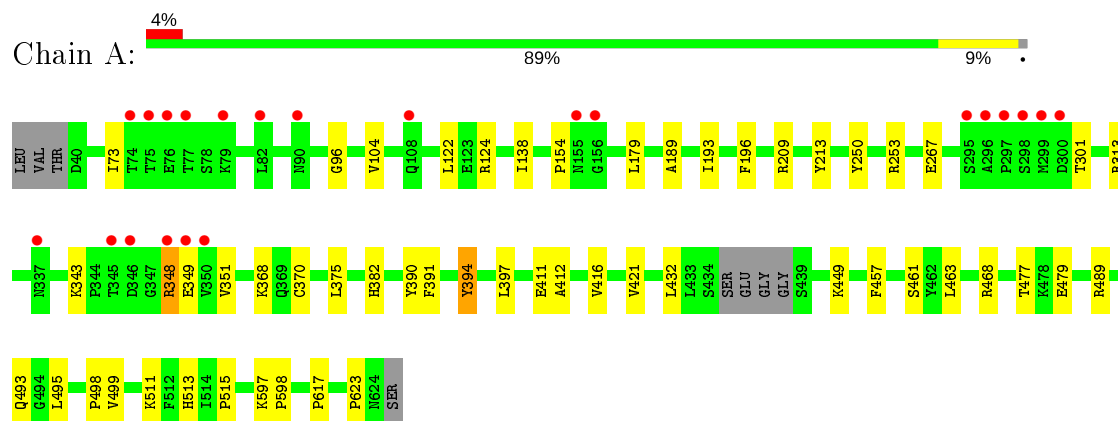 4%
Chain A:
89% 9% •
LEU VAL THR D40 I73 T74 T75 E76 T77 S78 K79 L82 N90 G96 V104 Q108 L122 E123 R124 I138 P154 N155 G156 L179 A189 I193 F196 R209 Y213 Y250 R253 E267 S295 A296 P297 S298 M299 D300 T301
N337 K343 P344 T345 D346 G347 R348 E349 V350 V351 K368 Q369 C370 L375 H382 Y390 F391 Y394 L397 E411 A412 V416 V421 L432 L433 S434 SER GLU GLY GLY S439 K449 F457 S461 Y462 L463 R468 T477 K478 E479 R489
Q493 G494 L495 P498 V499 K511 F512 H513 I514 P515 K597 P598 P617 P623 N624 SER